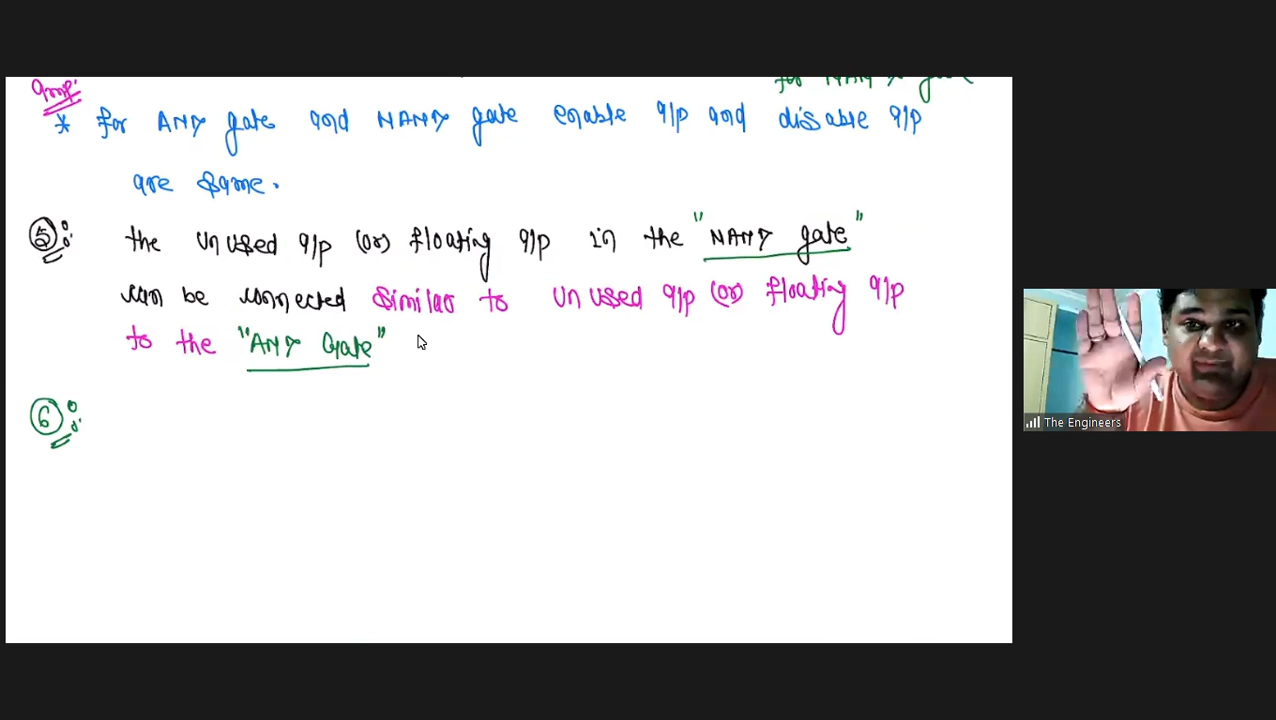 Imp:
* for AND gate and NAND gate enable i/p and disable i/p
are same.
5: the unused i/p (or) floating i/p in the "NAND gate"
can be connected similar to unused i/p (or) floating i/p
to the "AND Gate"
6:
The Engineers